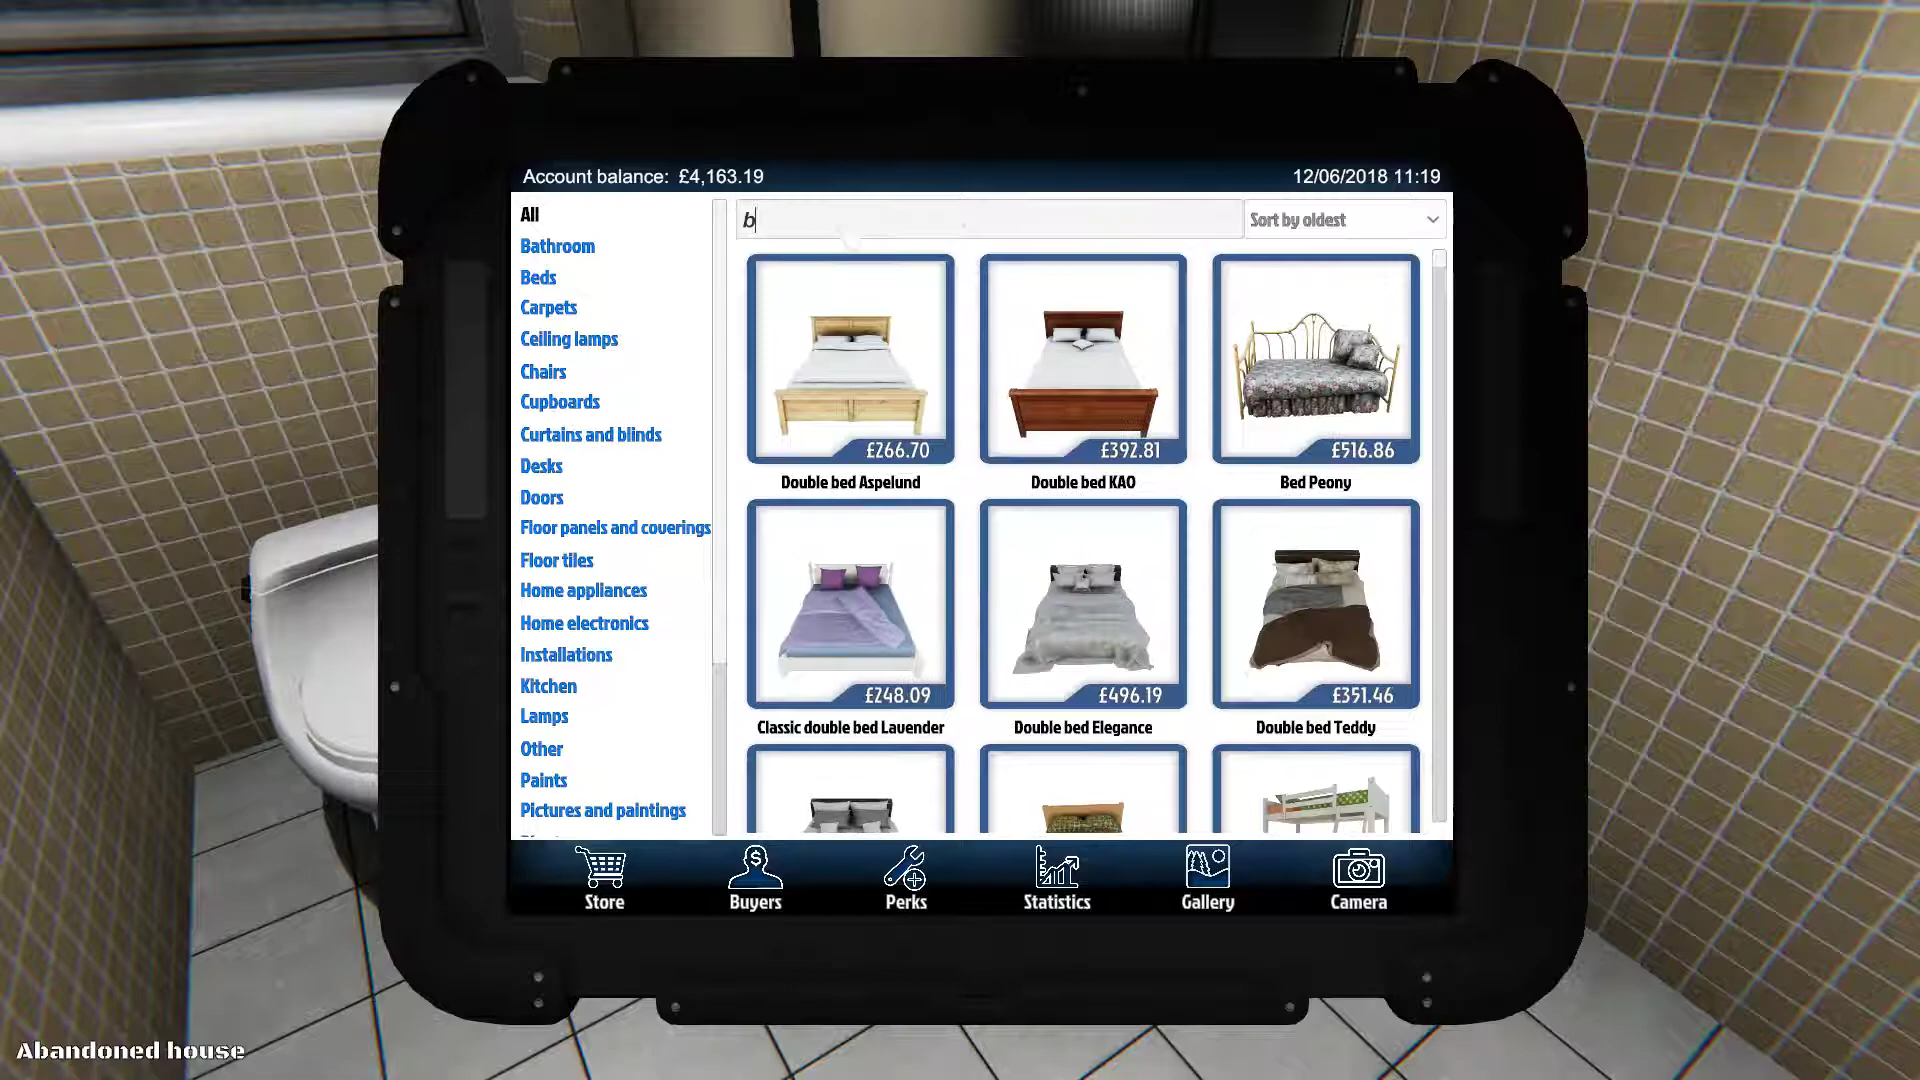 Account balance: £4,163.19
12/06/2018 11:19
All
Bathroom
Beds
Carpets
Ceiling lamps
Chairs
Cupboards
Curtains and blinds
Desks
Doors
Floor panels and coverings
Floor tiles
Home appliances
Home electronics
Installations
Kitchen
Lamps
Other
Paints
Pictures and paintings
b
Sort by oldest
£266.70
£392.81
£516.86
Double bed Aspelund
Double bed KAO
Bed Peony
£248.09
£496.19
£351.46
Classic double bed Lavender
Double bed Elegance
Double bed Teddy
Store
Buyers
Perks
Statistics
Gallery
Camera
Abandoned house